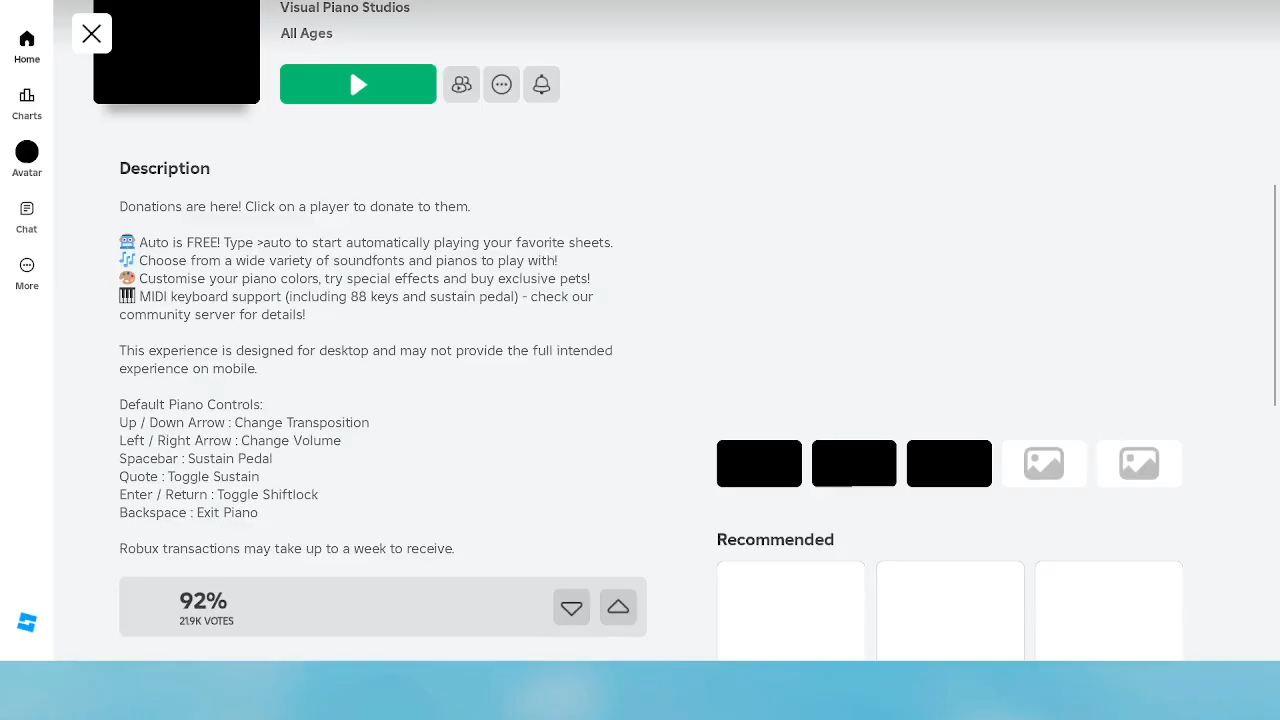 Visual Piano Studios
All Ages
Home
Charts
Avatar
Chat
More
Description
Donations are here! Click on a player to donate to them.
Auto is FREE! Type >auto to start automatically playing your favorite sheets.
Choose from a wide variety of soundfonts and pianos to play with!
Customise your piano colors, try special effects and buy exclusive pets!
MIDI keyboard support (including 88 keys and sustain pedal) - check our
community server for details!
This experience is designed for desktop and may not provide the full intended
experience on mobile.
Default Piano Controls:
Up / Down Arrow : Change Transposition
Left / Right Arrow : Change Volume
Spacebar : Sustain Pedal
Quote : Toggle Sustain
Enter / Return : Toggle Shiftlock
Backspace : Exit Piano
Robux transactions may take up to a week to receive.
92%
21.9K VOTES
Recommended